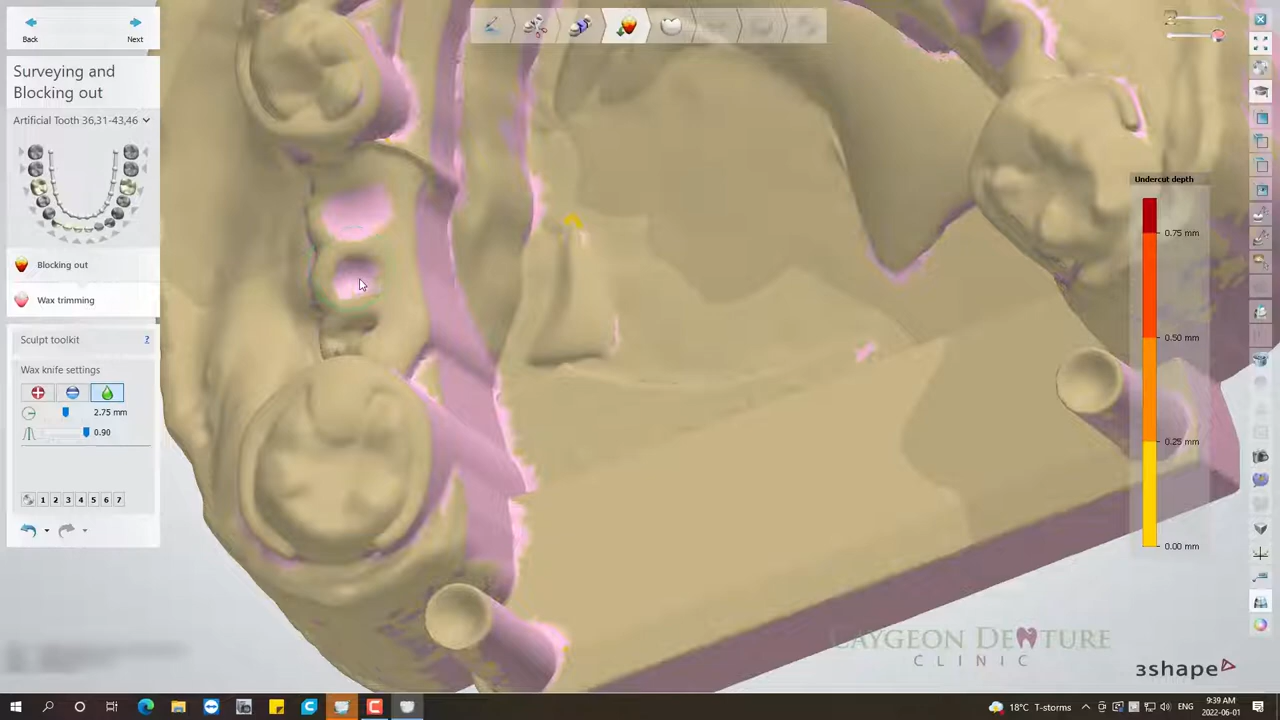 Back
Next
Surveying and
Blocking out
Artificial Tooth 36,31-43,46
Blocking out
Wax trimming
Sculpt toolkit
?
Wax knife settings
2.75 mm
0.90
1 2 3 4 5 6 7
Undercut depth
0.75 mm
0.50 mm
0.25 mm
0.00 mm
CAYGEON DENTURE
CLINIC
3shape
18°C T-storms
ENG
9:39 AM
2022-06-01